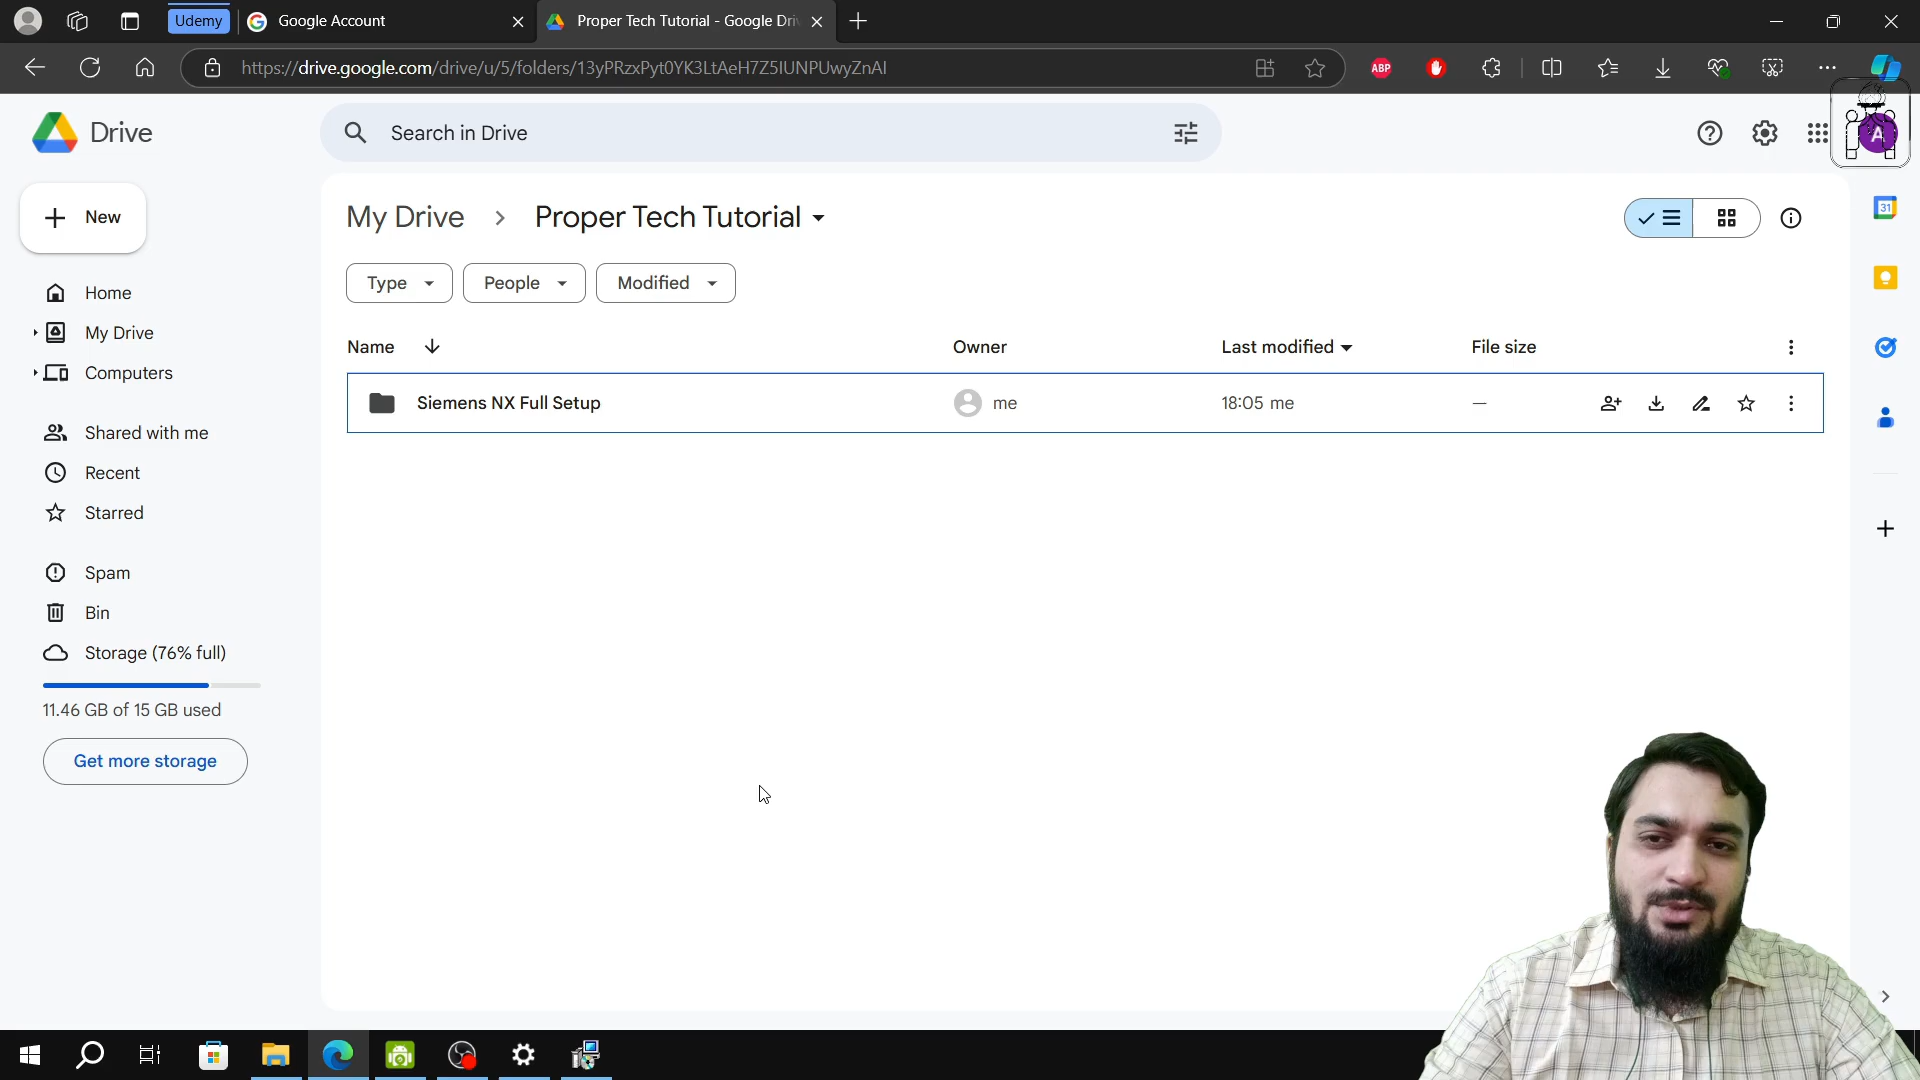 Udemy
Google Account
Proper Tech Tutorial - Google Driv
https://drive.google.com/drive/u/5/folders/13yPRzxPyt0YK3LtAeH7Z5IUNPUwyZnAI
ABP
Drive
Search in Drive
A
New
My Drive > Proper Tech Tutorial
31
Type
People
Modified
Home
My Drive
Computers
Name
Owner
Last modified
File size
Siemens NX Full Setup
me
18:05 me
—
Shared with me
Recent
Starred
Spam
Bin
Storage (76% full)
11.46 GB of 15 GB used
Get more storage